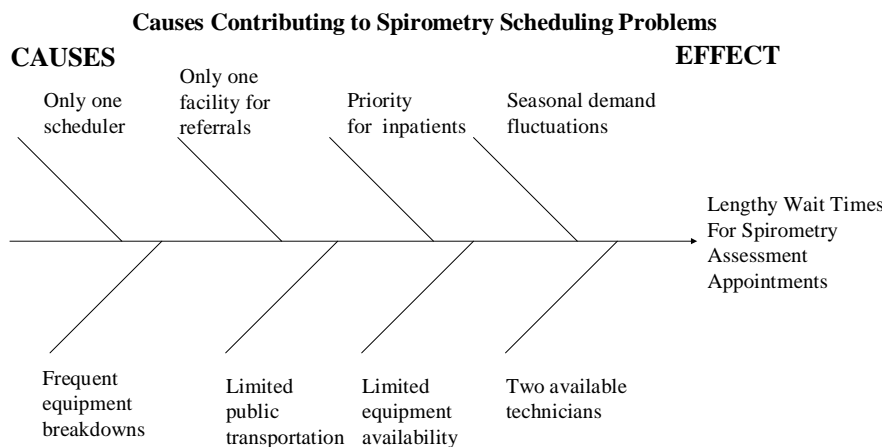 Causes Contributing to Spirometry Scheduling Problems
CAUSES
EFFECT
Only one
scheduler
Only one
facility for
referrals
Priority
for inpatients
Seasonal demand
fluctuations
Lengthy Wait Times
For Spirometry
Assessment
Appointments
Frequent
equipment
breakdowns
Limited
public
transportation
Limited
equipment
availability
Two available
technicians